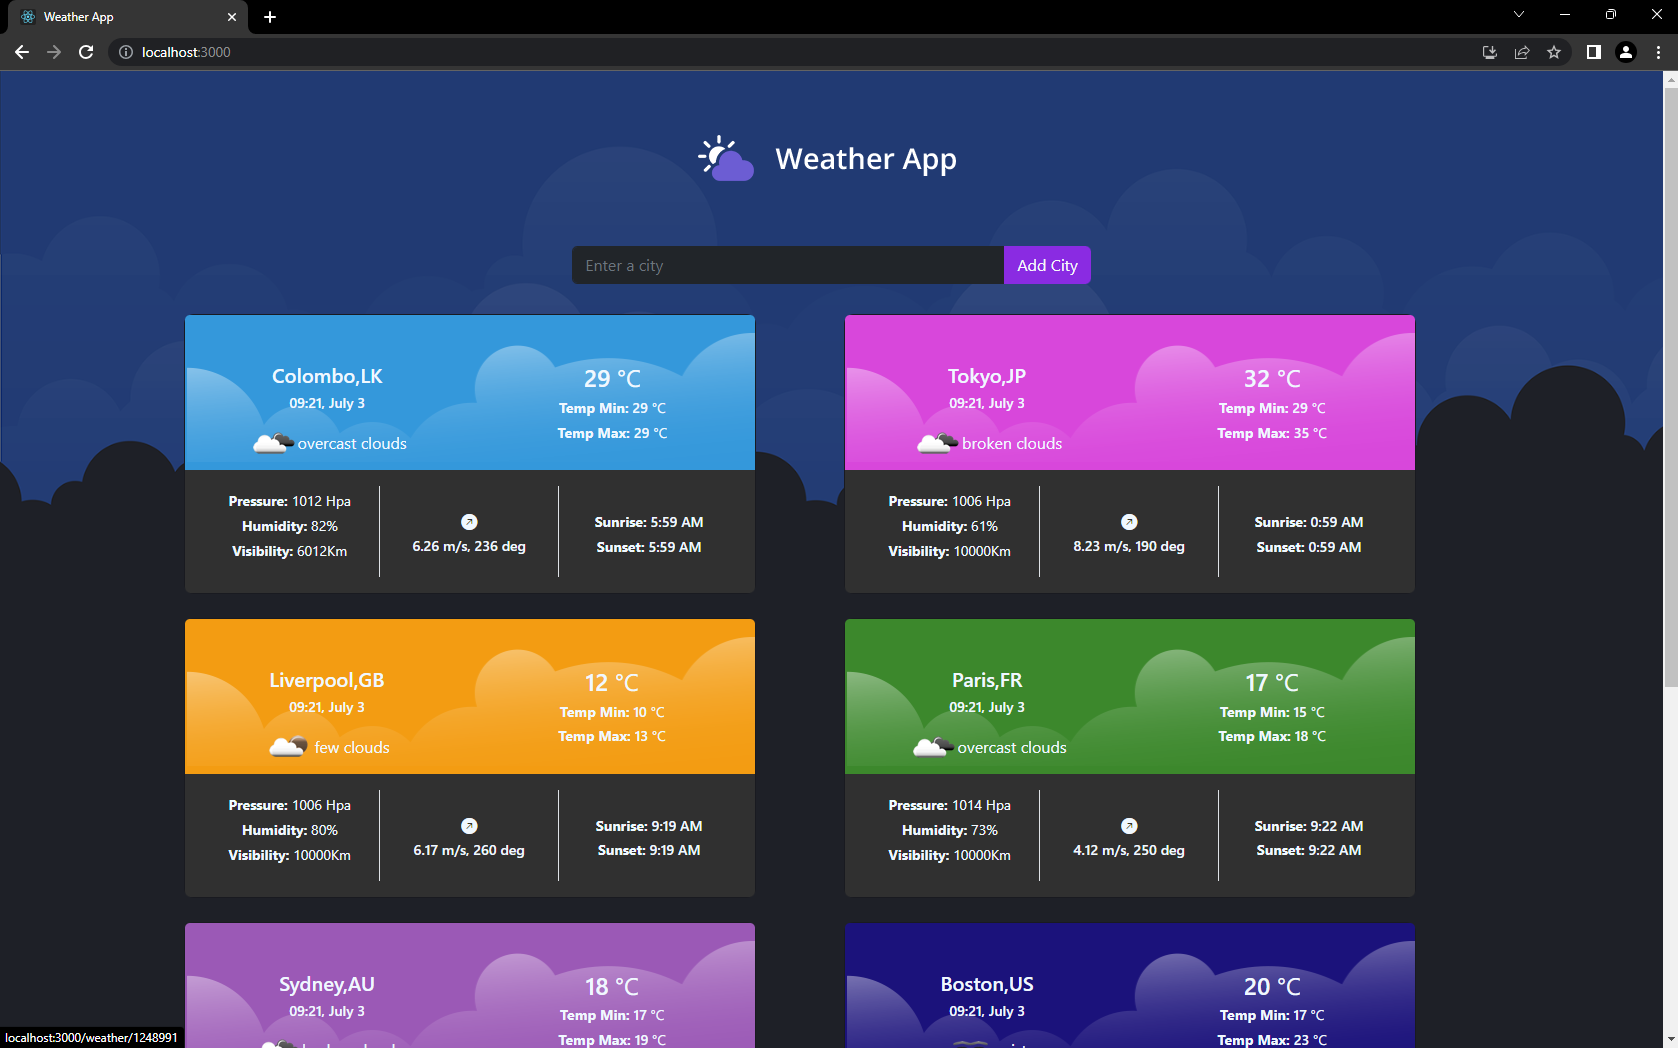 Weather App
localhost:3000
Weather App
Enter a city
Add City
Colombo,LK
09:21, July 3
overcast clouds
29 °C
Temp Min: 29 °C
Temp Max: 29 °C
Pressure: 1012 Hpa
Humidity: 82%
Visibility: 6012Km
6.26 m/s, 236 deg
Sunrise: 5:59 AM
Sunset: 5:59 AM
Tokyo,JP
09:21, July 3
broken clouds
32 °C
Temp Min: 29 °C
Temp Max: 35 °C
Pressure: 1006 Hpa
Humidity: 61%
Visibility: 10000Km
8.23 m/s, 190 deg
Sunrise: 0:59 AM
Sunset: 0:59 AM
Liverpool,GB
09:21, July 3
few clouds
12 °C
Temp Min: 10 °C
Temp Max: 13 °C
Pressure: 1006 Hpa
Humidity: 80%
Visibility: 10000Km
6.17 m/s, 260 deg
Sunrise: 9:19 AM
Sunset: 9:19 AM
Paris,FR
09:21, July 3
overcast clouds
17 °C
Temp Min: 15 °C
Temp Max: 18 °C
Pressure: 1014 Hpa
Humidity: 73%
Visibility: 10000Km
4.12 m/s, 250 deg
Sunrise: 9:22 AM
Sunset: 9:22 AM
Sydney,AU
09:21, July 3
18 °C
Temp Min: 17 °C
Temp Max: 19 °C
Boston,US
09:21, July 3
20 °C
Temp Min: 17 °C
Temp Max: 23 °C
localhost:3000/weather/1248991